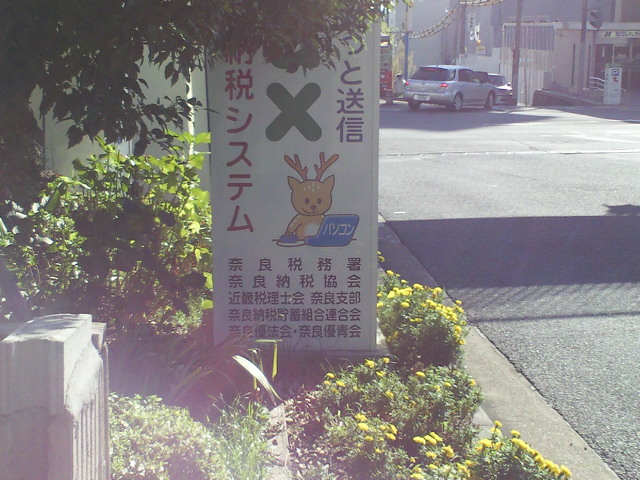 っと送信
納税システム
パソコン
奈良税務署
奈良納税協会
近畿税理士会 奈良支部
奈良納税貯蓄組合連合会
奈良優法会・奈良優青会